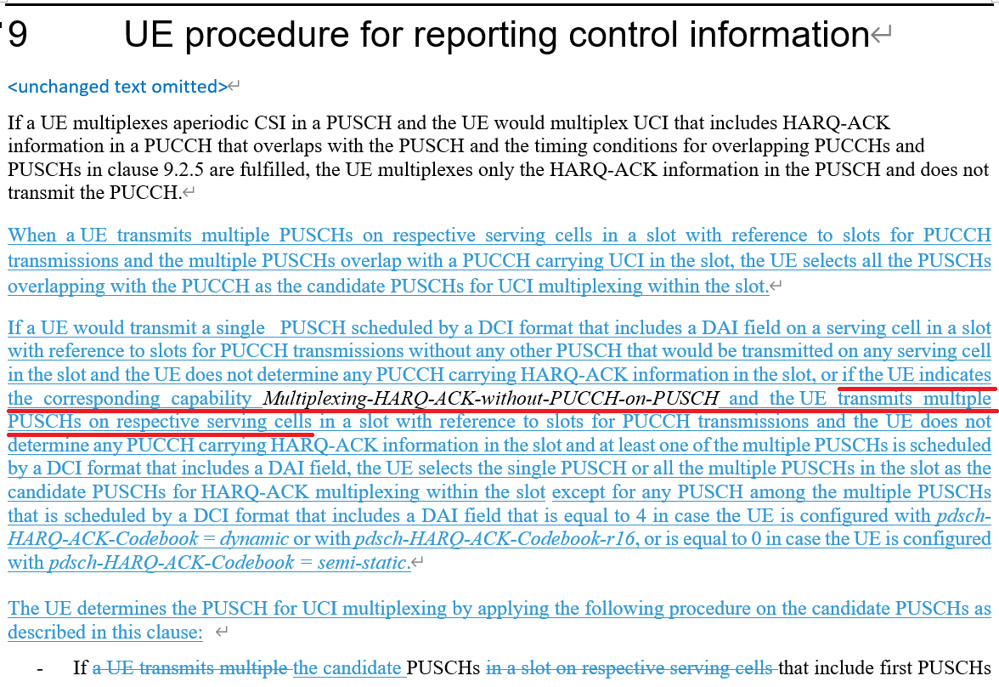 9 UE procedure for reporting control information↵
<unchanged text omitted>↵
If a UE multiplexes aperiodic CSI in a PUSCH and the UE would multiplex UCI that includes HARQ-ACK
information in a PUCCH that overlaps with the PUSCH and the timing conditions for overlapping PUCCHs and
PUSCHs in clause 9.2.5 are fulfilled, the UE multiplexes only the HARQ-ACK information in the PUSCH and does not
transmit the PUCCH.↵
When a UE transmits multiple PUSCHs on respective serving cells in a slot with reference to slots for PUCCH
transmissions and the multiple PUSCHs overlap with a PUCCH carrying UCI in the slot, the UE selects all the PUSCHs
overlapping with the PUCCH as the candidate PUSCHs for UCI multiplexing within the slot.↵
If a UE would transmit a single PUSCH scheduled by a DCI format that includes a DAI field on a serving cell in a slot
with reference to slots for PUCCH transmissions without any other PUSCH that would be transmitted on any serving cell
in the slot and the UE does not determine any PUCCH carrying HARQ-ACK information in the slot, or if the UE indicates
the corresponding capability Multiplexing-HARQ-ACK-without-PUCCH-on-PUSCH and the UE transmits multiple
PUSCHs on respective serving cells in a slot with reference to slots for PUCCH transmissions and the UE does not
determine any PUCCH carrying HARQ-ACK information in the slot and at least one of the multiple PUSCHs is scheduled
by a DCI format that includes a DAI field, the UE selects the single PUSCH or all the multiple PUSCHs in the slot as the
candidate PUSCHs for HARQ-ACK multiplexing within the slot except for any PUSCH among the multiple PUSCHs
that is scheduled by a DCI format that includes a DAI field that is equal to 4 in case the UE is configured with pdsch-
HARQ-ACK-Codebook = dynamic or with pdsch-HARQ-ACK-Codebook-r16, or is equal to 0 in case the UE is configured
with pdsch-HARQ-ACK-Codebook = semi-static.↵
The UE determines the PUSCH for UCI multiplexing by applying the following procedure on the candidate PUSCHs as
described in this clause: ↵
- If a UE transmits multiple the candidate PUSCHs in a slot on respective serving cells that include first PUSCHs